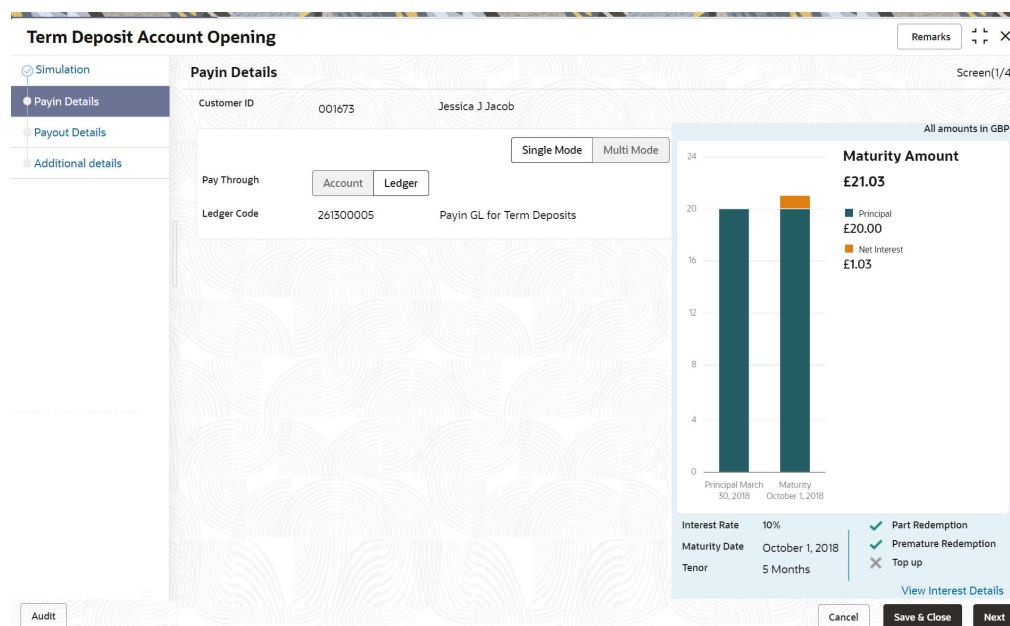 Term Deposit Account Opening
Remarks
Simulation
Payin Details
Payout Details
Additional details
Payin Details
Screen(1/4
Customer ID 001673 Jessica J Jacob
Single Mode Multi Mode
Pay Through Account Ledger
Ledger Code 261300005 Payin GL for Term Deposits
All amounts in GBP
24
20
16
12
8
4
0
Principal March 30, 2018
Maturity October 1, 2018
Maturity Amount
£21.03
Principal
£20.00
Net Interest
£1.03
Interest Rate 10%
Maturity Date October 1, 2018
Tenor 5 Months
Part Redemption
Premature Redemption
Top up
View Interest Details
Audit
Cancel Save & Close Next